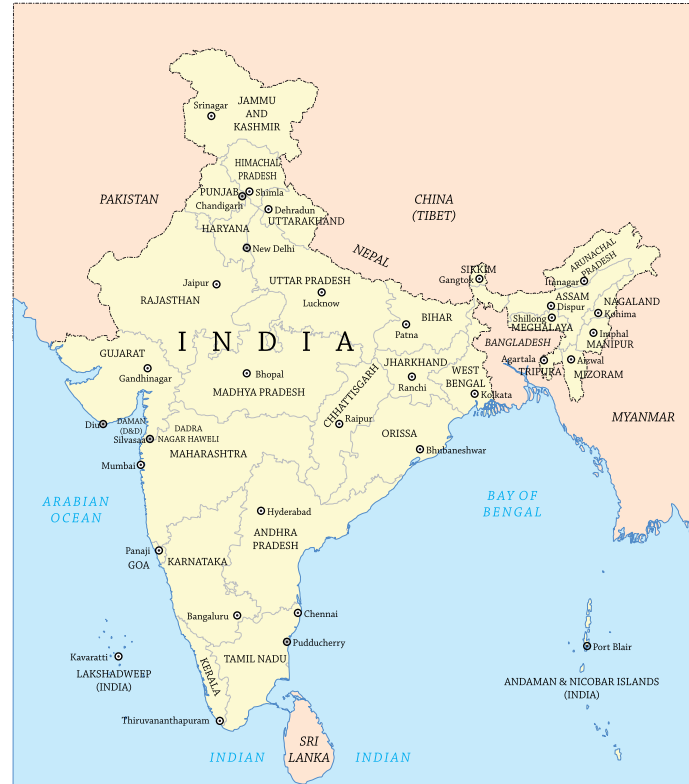 Srinagar
JAMMU
AND
KASHMIR
HIMACHAL
PRADESH
PUNJAB
Shimla
Chandigarh
Dehradun
UTTARAKHAND
PAKISTAN
CHINA
(TIBET)
HARYANA
New Delhi
NEPAL
Jaipur
RAJASTHAN
UTTAR PRADESH
Lucknow
SIKKIM
Gangtok
ARUNACHAL
PRADESH
Itanagar
ASSAM
Dispur
NAGALAND
Kohima
Shillong
MEGHALAYA
Imphal
MANIPUR
BIHAR
Patna
BANGLADESH
INDIA
GUJARAT
Gandhinagar
Bhopal
MADHYA PRADESH
CHHATTISGARH
JHARKHAND
Ranchi
WEST
BENGAL
Kolkata
Agartala
TRIPURA
Aizwal
MIZORAM
MYANMAR
Diu
DAMAN
(D&D)
Silvasaa
DADRA
NAGAR HAWELI
Raipur
ORISSA
MAHARASHTRA
Mumbai
Bhubaneshwar
ARABIAN
OCEAN
BAY OF
BENGAL
Hyderabad
ANDHRA
PRADESH
Panaji
GOA
KARNATAKA
Bangaluru
Chennai
Pudducherry
Kavaratti
LAKSHADWEEP
(INDIA)
KERALA
TAMIL NADU
Port Blair
ANDAMAN & NICOBAR ISLANDS
(INDIA)
Thiruvananthapuram
SRI
LANKA
INDIAN
INDIAN